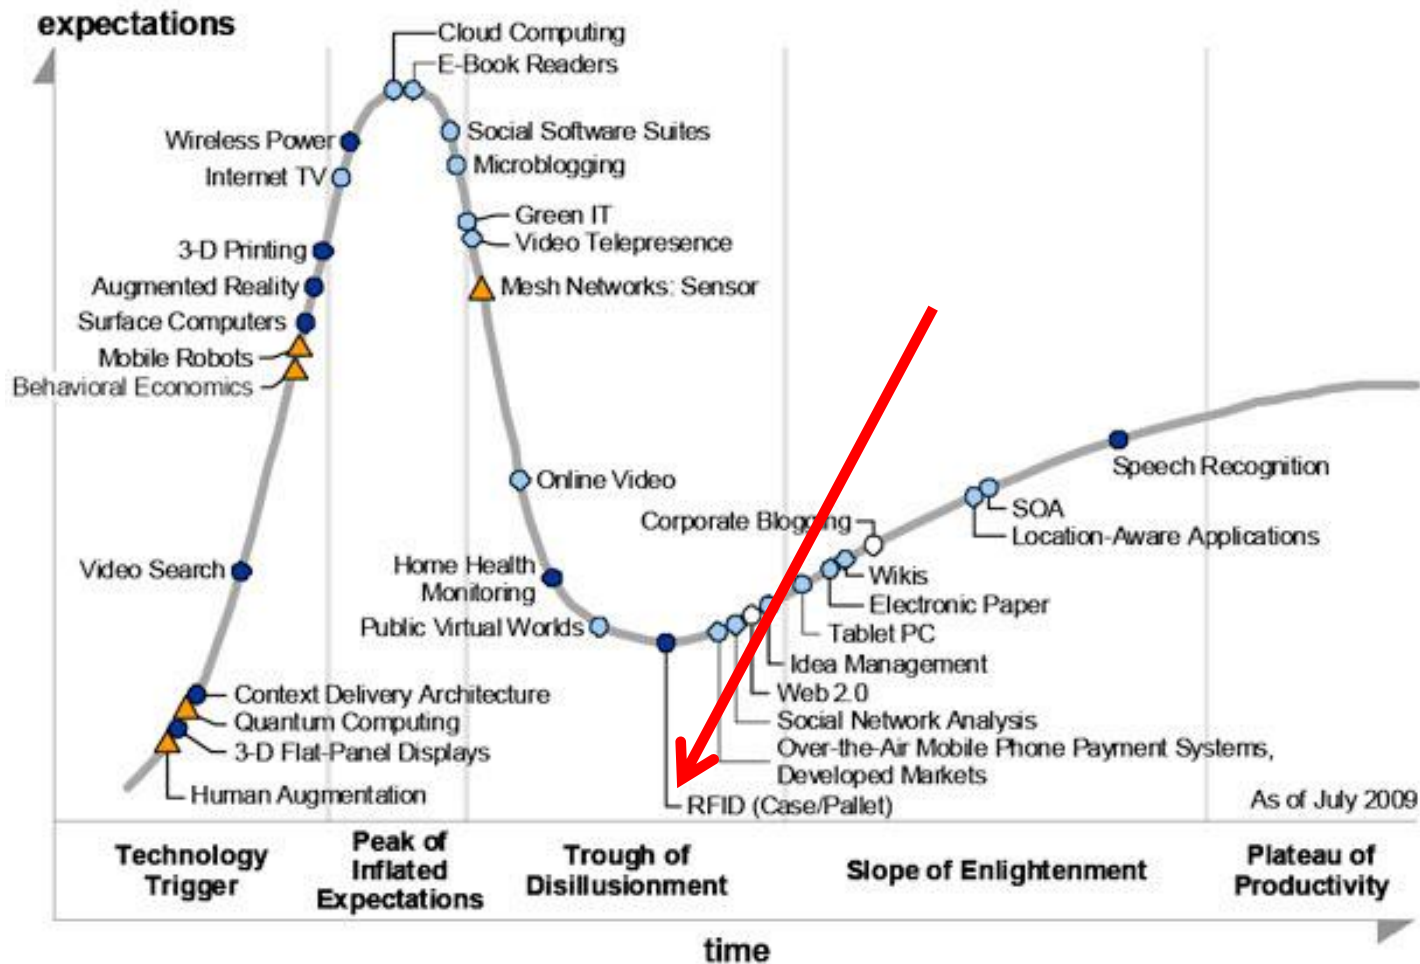 expectations
Cloud Computing
E-Book Readers
Wireless Power
Social Software Suites
Internet TV
Microblogging
Green IT
Video Telepresence
3-D Printing
Augmented Reality
Mesh Networks: Sensor
Surface Computers
Mobile Robots
Behavioral Economics
Speech Recognition
Online Video
SOA
Corporate Blogging
Location-Aware Applications
Home Health
Monitoring
Video Search
Wikis
Electronic Paper
Public Virtual Worlds
Tablet PC
Idea Management
Context Delivery Architecture
Web 2.0
Quantum Computing
Social Network Analysis
3-D Flat-Panel Displays
Over-the-Air Mobile Phone Payment Systems,
Developed Markets
Human Augmentation
RFID (Case/Pallet)
As of July 2009
Technology
Trigger
Peak of
Inflated
Expectations
Trough of
Disillusionment
Slope of Enlightenment
Plateau of
Productivity
time